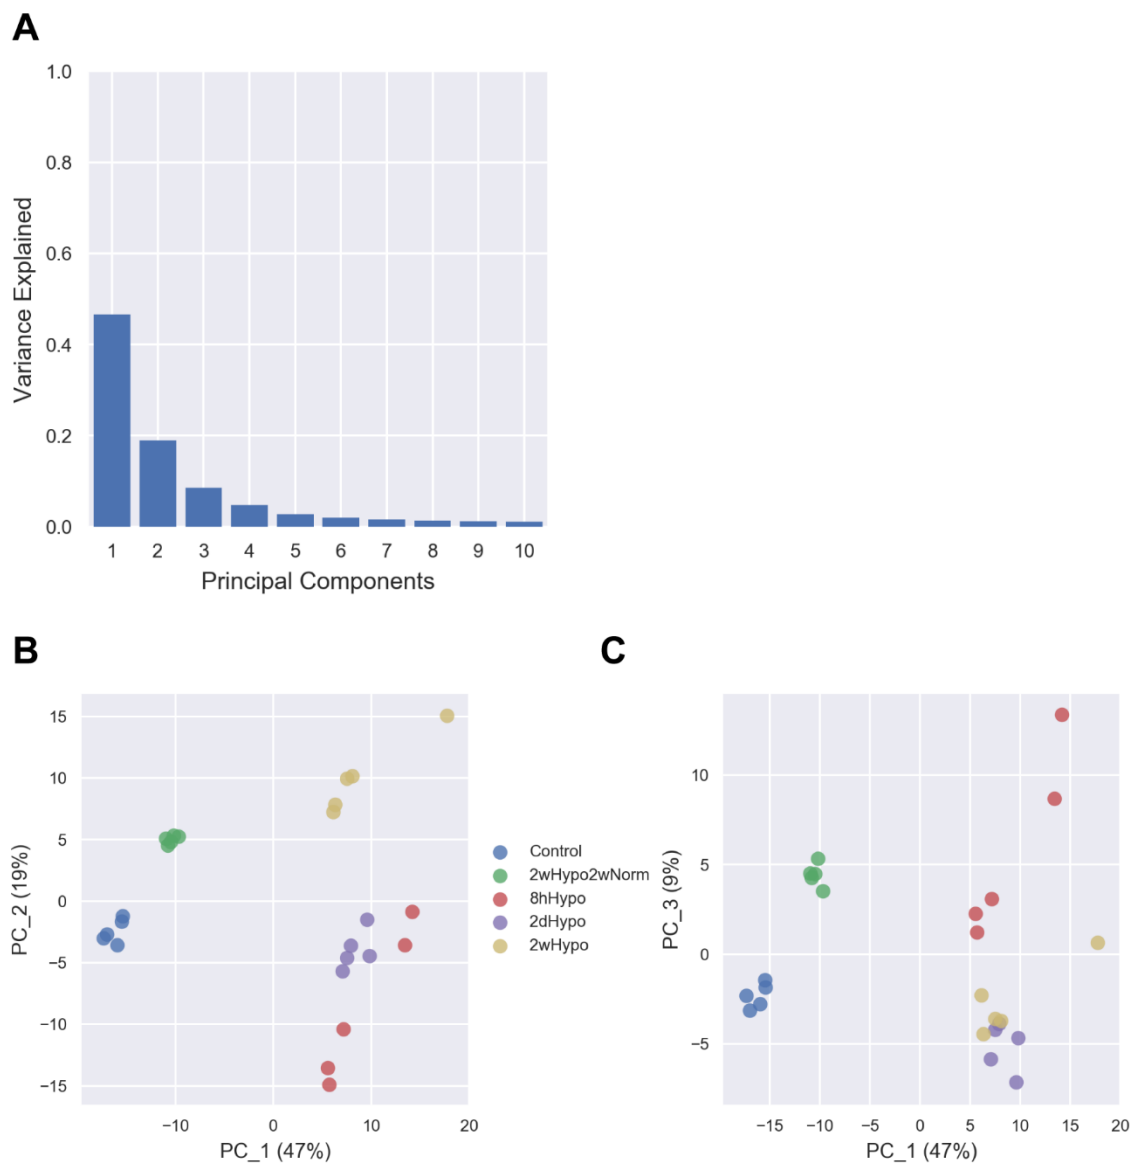 A
1.0
0.8
0.6
0.4
0.2
0.0
Variance Explained
1 2 3 4 5 6 7 8 9 10
Principal Components
B
15
10
5
0
−5
−10
−15
PC_2 (19%)
−10 0 10 20
PC_1 (47%)
Control
2wHypo2wNorm
8hHypo
2dHypo
2wHypo
C
10
5
0
−5
PC_3 (9%)
−15 −10 −5 0 5 10 15 20
PC_1 (47%)